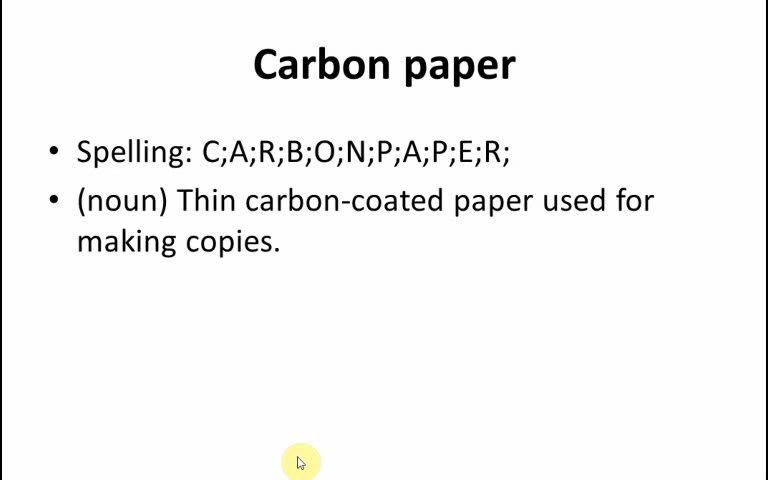 Carbon paper
• Spelling: C;A;R;B;O;N;P;A;P;E;R;
• (noun) Thin carbon-coated paper used for
making copies.